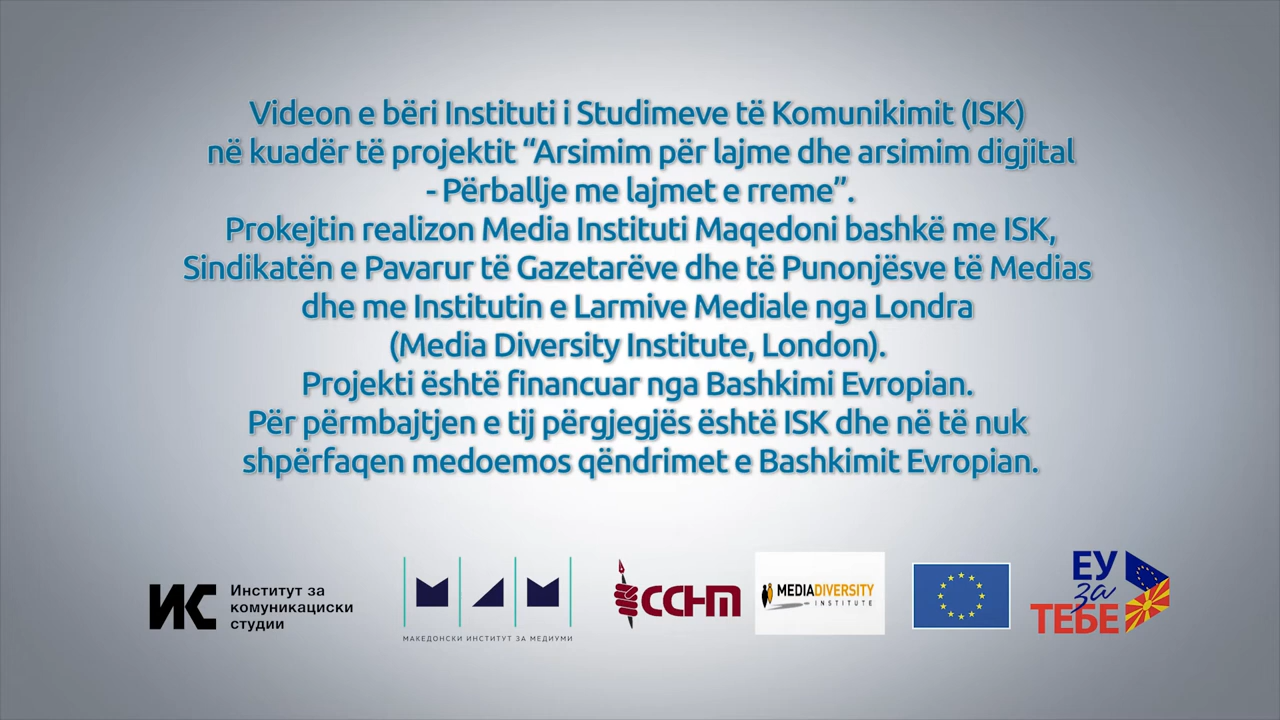 Videon e bëri Instituti i Studimeve të Komunikimit (ISK)
në kuadër të projektit “Arsimim për lajme dhe arsimim digjital
- Përballje me lajmet e rreme”.
Prokejtin realizon Media Instituti Maqedoni bashkë me ISK,
Sindikatën e Pavarur të Gazetarëve dhe të Punonjësve të Medias
dhe me Institutin e Larmive Mediale nga Londra
(Media Diversity Institute, London).
Projekti është financuar nga Bashkimi Evropian.
Për përmbajtjen e tij përgjegjës është ISK dhe në të nuk
shpërfaqen medoemos qëndrimet e Bashkimit Evropian.
ИКС
Институт за
комуникациски
студии
МИМ
МАКЕДОНСКИ ИНСТИТУТ ЗА МЕДИУМИ
ССНМ
MEDIADIVERSITY
INSTITUTE
ЕУ
за
ТЕБЕ